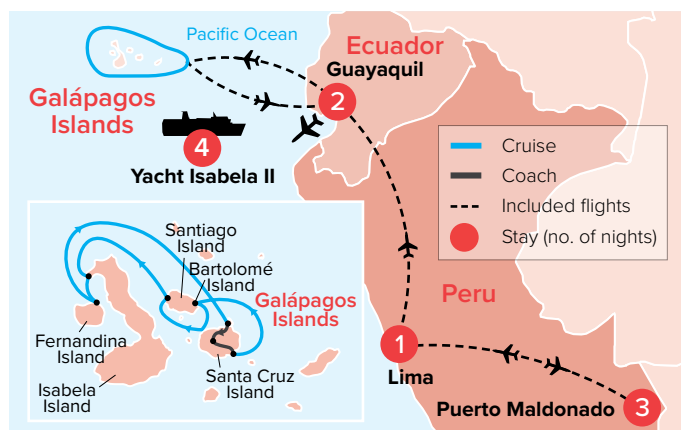 Pacific Ocean
Ecuador
Guayaquil
2
Galápagos
Islands
4
Yacht Isabela II
Cruise
Coach
Included flights
Stay (no. of nights)
Santiago
Island
Bartolomé
Island
Galápagos
Islands
Fernandina
Island
Isabela
Island
Santa Cruz
Island
Peru
1
Lima
Puerto Maldonado
3